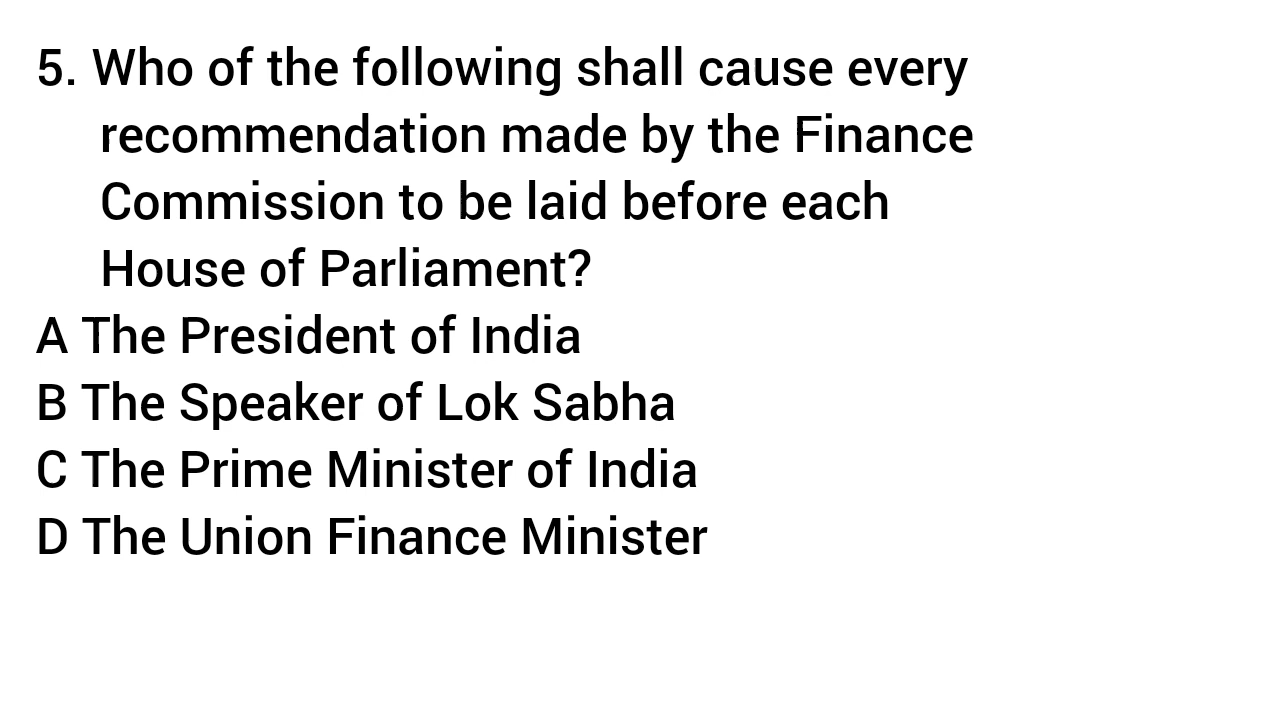 5. Who of the following shall cause every
recommendation made by the Finance
Commission to be laid before each
House of Parliament?
A The President of India
B The Speaker of Lok Sabha
C The Prime Minister of India
D The Union Finance Minister